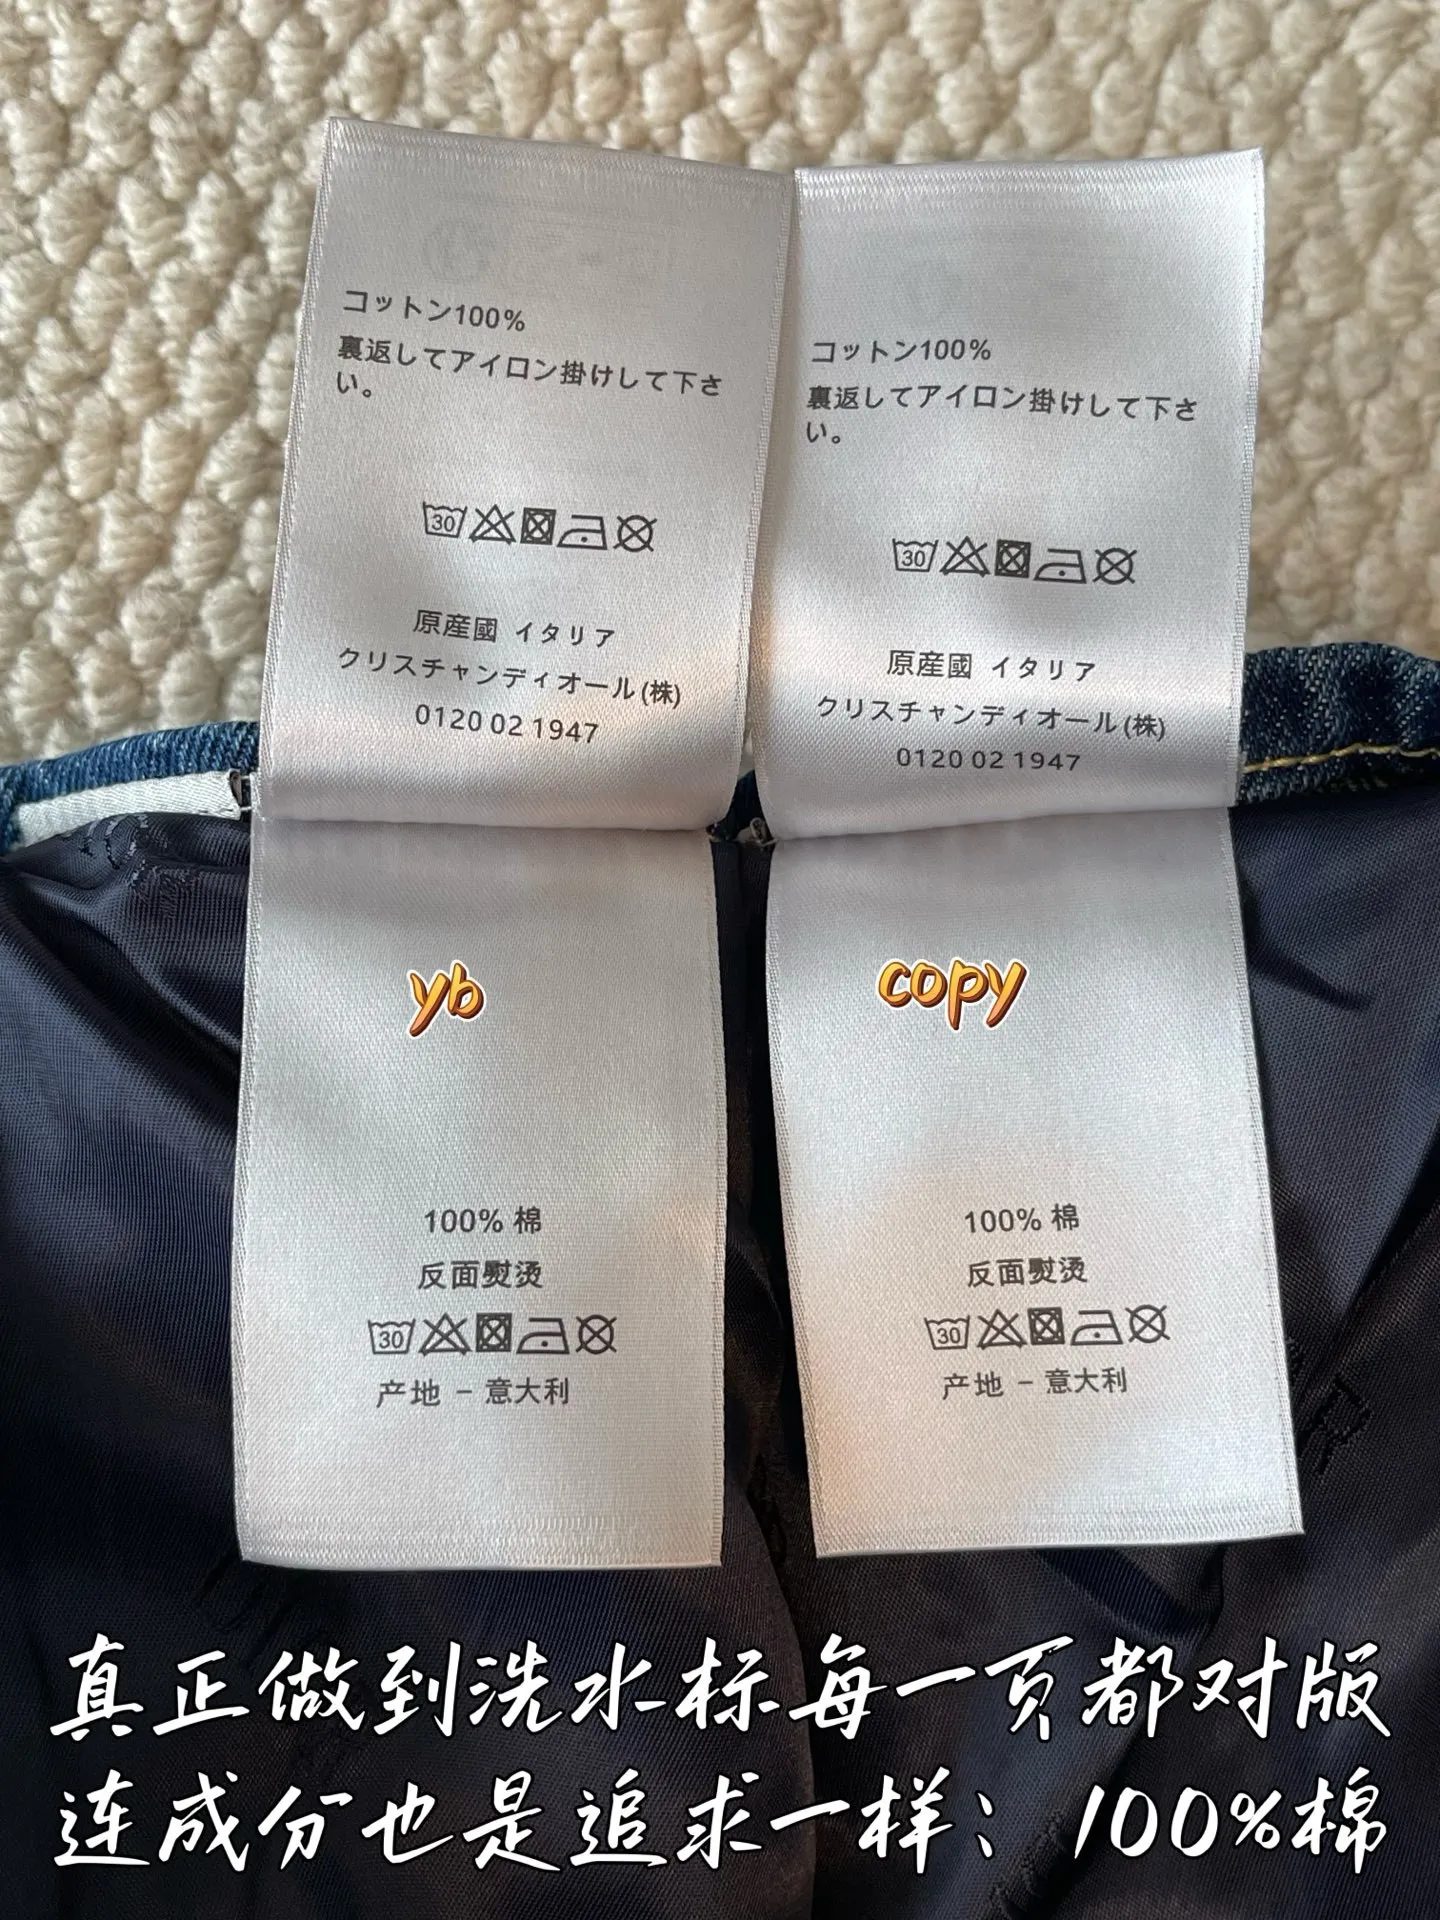 コットン100%
裏返してアイロン掛けして下さ
い。
30
原産國 イタリア
クリスチャンディオール(株)
0120 02 1947
コットン100%
裏返してアイロン掛けして下さ
い。
30
原産國 イタリア
クリスチャンディオール(株)
0120 02 1947
yb
100% 棉
反面熨烫
30
产地 - 意大利
copy
100% 棉
反面熨烫
30
产地 - 意大利
真正做到洗水标每一页都对版
连成分也是追求一样：100%棉